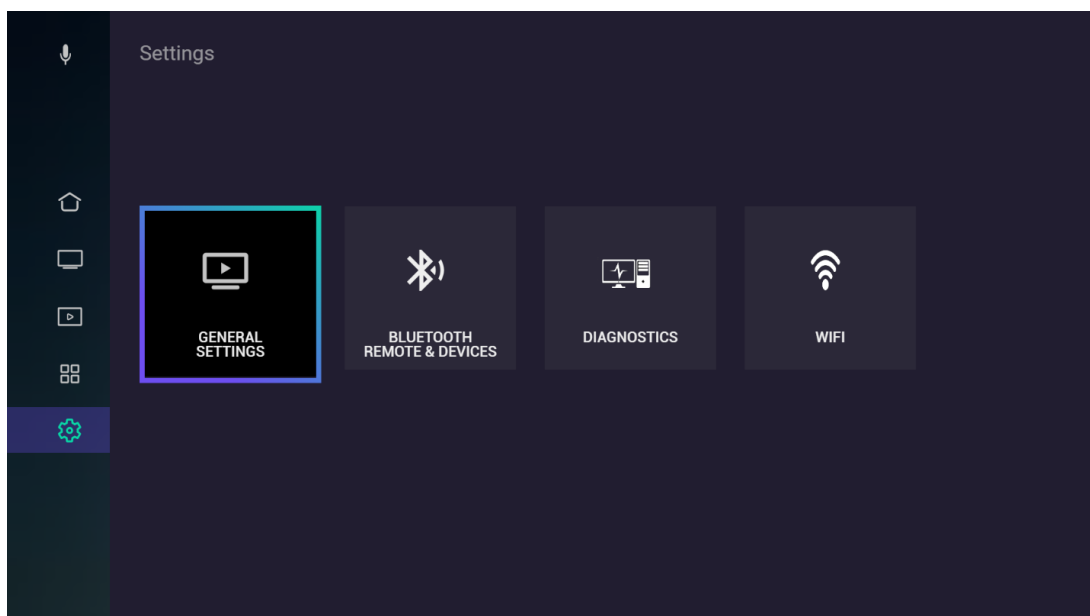 Settings
GENERAL
SETTINGS
BLUETOOTH
REMOTE & DEVICES
DIAGNOSTICS
WIFI